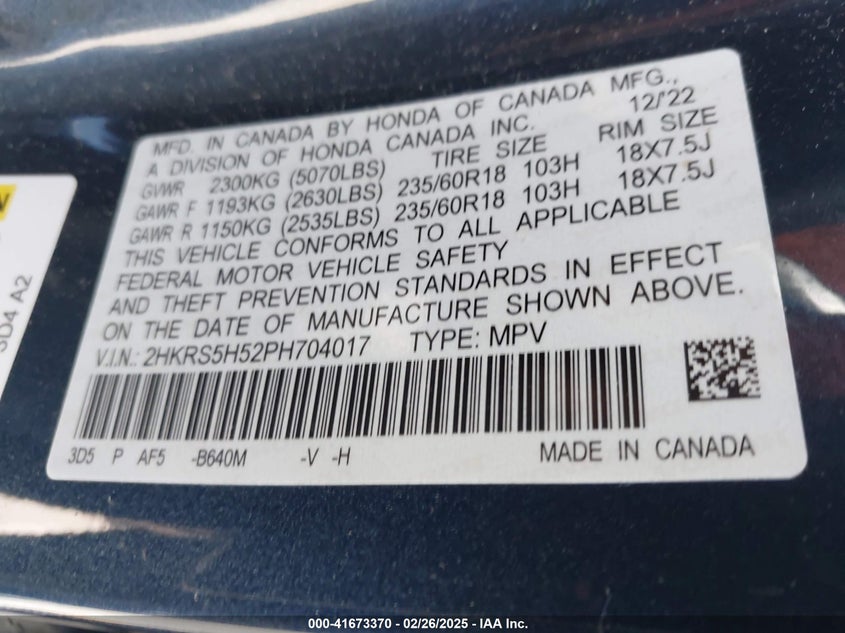 MFD. IN CANADA BY HONDA OF CANADA MFG.,
A DIVISION OF HONDA CANADA INC. 12/'22
GVWR 2300KG (5070LBS) TIRE SIZE RIM SIZE
GAWR F 1193KG (2630LBS) 235/60R18 103H 18X7.5J
GAWR R 1150KG (2535LBS) 235/60R18 103H 18X7.5J
THIS VEHICLE CONFORMS TO ALL APPLICABLE
FEDERAL MOTOR VEHICLE SAFETY
AND THEFT PREVENTION STANDARDS IN EFFECT
ON THE DATE OF MANUFACTURE SHOWN ABOVE.
V.I.N.: 2HKRS5H52PH704017 TYPE: MPV
3D5 P AF5 -B640M -V -H MADE IN CANADA
3D4 A2
000-41673370 - 02/26/2025 - IAA Inc.